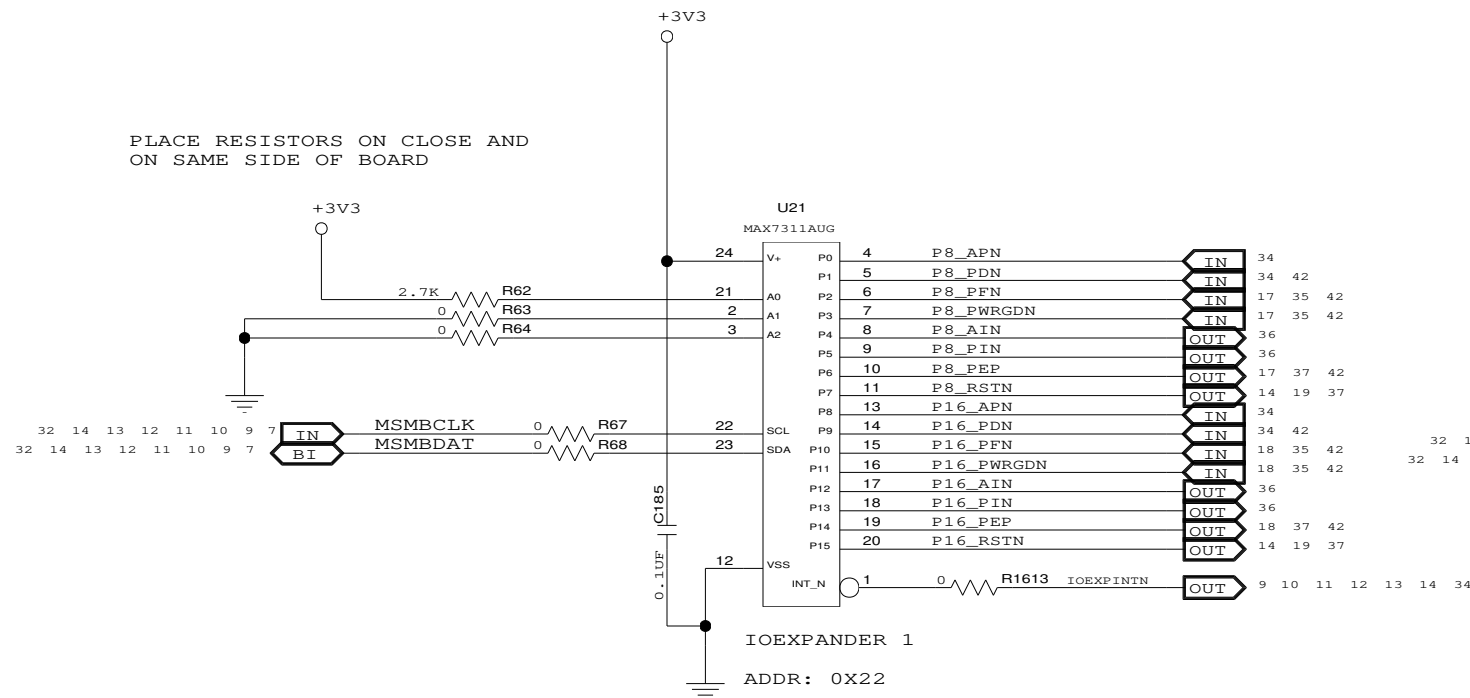 +3V3
PLACE RESISTORS ON CLOSE AND
ON SAME SIDE OF BOARD
+3V3
U21
MAX7311AUG
24 V+ P0 4 P8_APN IN 34
P1 5 P8_PDN IN 34 42
2.7K R62 21 A0 P2 6 P8_PFN IN 17 35 42
0 R63 2 A1 P3 7 P8_PWRGDN IN 17 35 42
0 R64 3 A2 P4 8 P8_AIN OUT 36
P5 9 P8_PIN OUT 36
P6 10 P8_PEP OUT 17 37 42
P7 11 P8_RSTN OUT 14 19 37
P8 13 P16_APN IN 34
32 14 13 12 11 10 9 7 IN MSMBCLK 0 R67 22 SCL P9 14 P16_PDN IN 34 42
32 14 13 12 11 10 9 7 BI MSMBDAT 0 R68 23 SDA P10 15 P16_PFN IN 18 35 42
32 1
P11 16 P16_PWRGDN IN 18 35 42
32 14
P12 17 P16_AIN OUT 36
P13 18 P16_PIN OUT 36
P14 19 P16_PEP OUT 18 37 42
P15 20 P16_RSTN OUT 14 19 37
C185
0.1UF
12 VSS
INT_N 1 0 R1613 IOEXPINTN OUT 9 10 11 12 13 14 34
IOEXPANDER 1
ADDR: 0X22